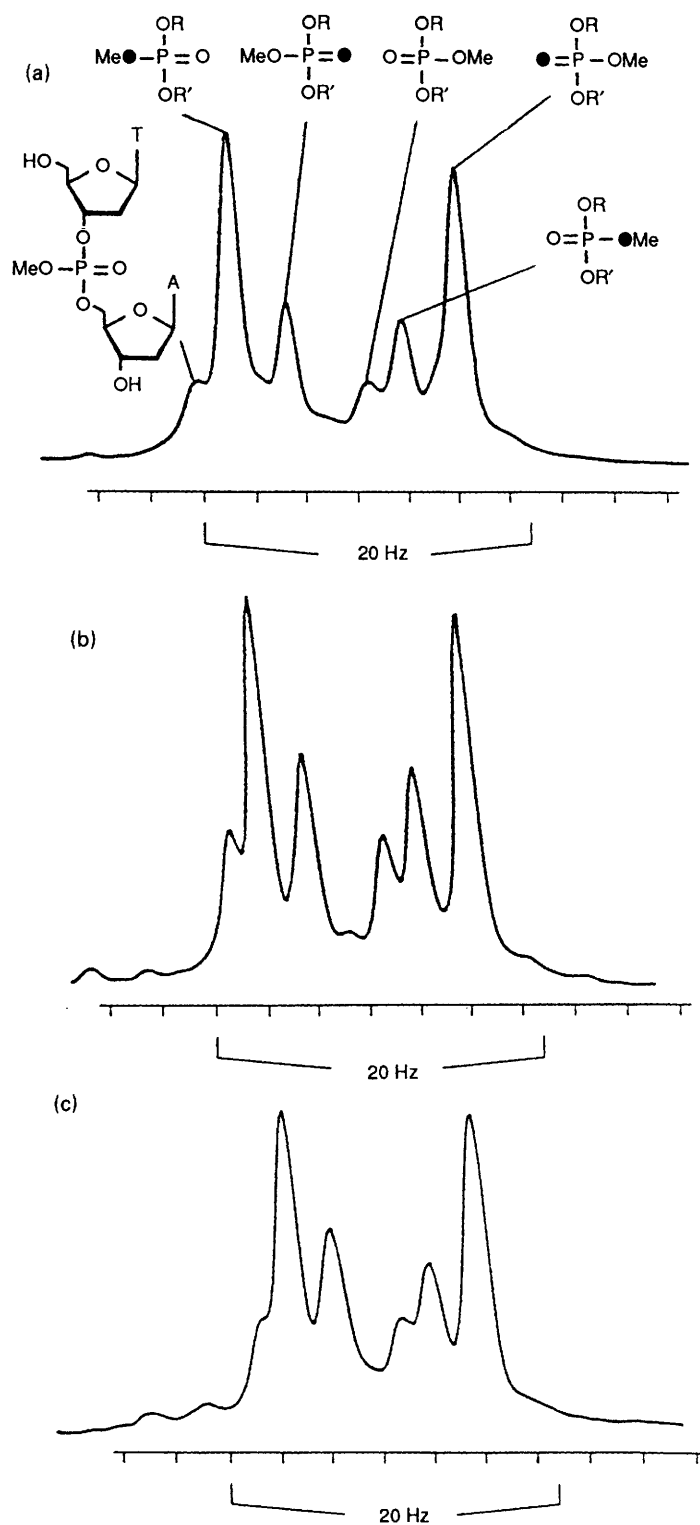 (a)
OR
Me●–P=O
OR′
OR
MeO–P=●
OR′
OR
O=P–OMe
OR′
OR
●=P–OMe
OR′
T
HO
O
O
MeO–P=O
O
O
A
OH
OR
O=P–●Me
OR′
20 Hz
(b)
20 Hz
(c)
20 Hz